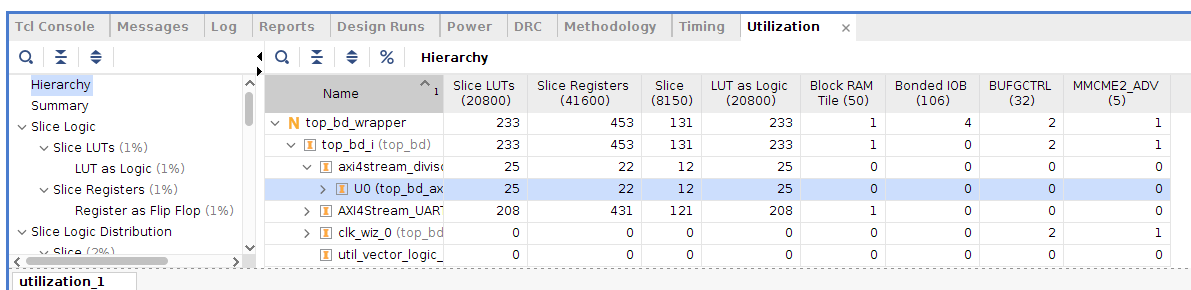 Tcl Console Messages Log Reports Design Runs Power DRC Methodology Timing Utilization ×
% Hierarchy
Hierarchy
Summary
Slice Logic
Slice LUTs (1%)
LUT as Logic (1%)
Slice Registers (1%)
Register as Flip Flop (1%)
Slice Logic Distribution
Slice (2%)
Name 1 Slice LUTs (20800) Slice Registers (41600) Slice (8150) LUT as Logic (20800) Block RAM Tile (50) Bonded IOB (106) BUFGCTRL (32) MMCME2_ADV (5)
N top_bd_wrapper 233 453 131 233 1 4 2 1
I top_bd_i (top_bd) 233 453 131 233 1 0 2 1
I axi4stream_diviso 25 22 12 25 0 0 0 0
I U0 (top_bd_ax 25 22 12 25 0 0 0 0
I AXI4Stream_UART 208 431 121 208 1 0 0 0
I clk_wiz_0 (top_bd 0 0 0 0 0 0 2 1
I util_vector_logic_ 0 0 0 0 0 0 0 0
utilization_1